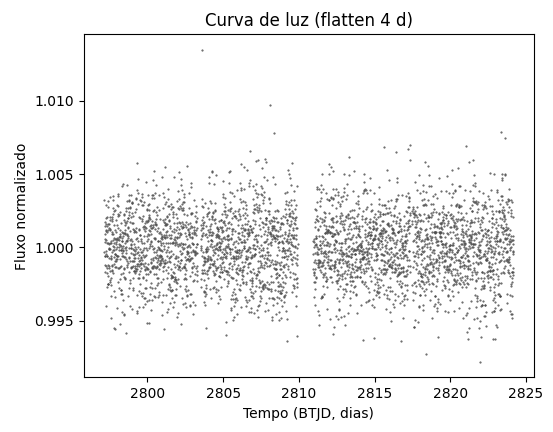 Curva de luz (flatten 4 d)
Fluxo normalizado
1.010
1.005
1.000
0.995
2800 2805 2810 2815 2820 2825
Tempo (BTJD, dias)